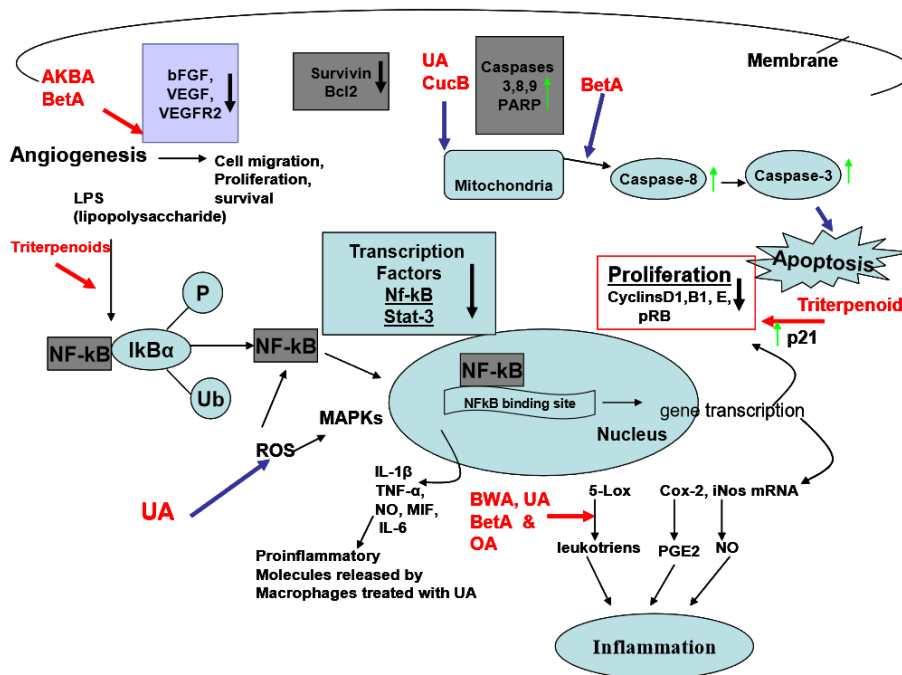 Membrane
AKBA
BetA
bFGF,
VEGF,
VEGFR2
Survivin
Bcl2
UA
CucB
Caspases
3,8,9
PARP
BetA
Angiogenesis
Cell migration,
Proliferation,
survival
Mitochondria
Caspase-8
Caspase-3
LPS
(lipopolysaccharide)
Triterpenoids
Transcription
Factors
Nf-kB
Stat-3
Proliferation
CyclinsD1,B1, E,
pRB
Apoptosis
Triterpenoid
p21
P
NF-kB
IkBα
Ub
NF-kB
NF-kB
NFkB binding site
gene transcription
Nucleus
MAPKs
ROS
UA
IL-1β
TNF-α,
NO, MIF,
IL-6
Proinflammatory
Molecules released by
Macrophages treated with UA
BWA, UA
BetA &
OA
5-Lox
Cox-2, iNos mRNA
leukotriens
PGE2
NO
Inflammation